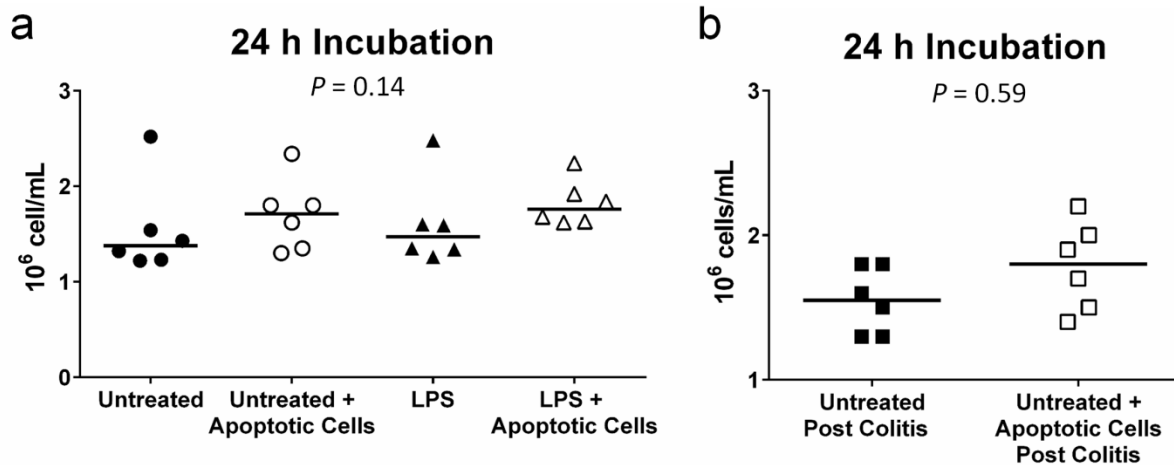 a
24 h Incubation
P = 0.14
10⁶ cell/mL
3
2
1
0
Untreated
Untreated +
Apoptotic Cells
LPS
LPS +
Apoptotic Cells
b
24 h Incubation
P = 0.59
10⁶ cells/mL
3
2
1
Untreated
Post Colitis
Untreated +
Apoptotic Cells
Post Colitis